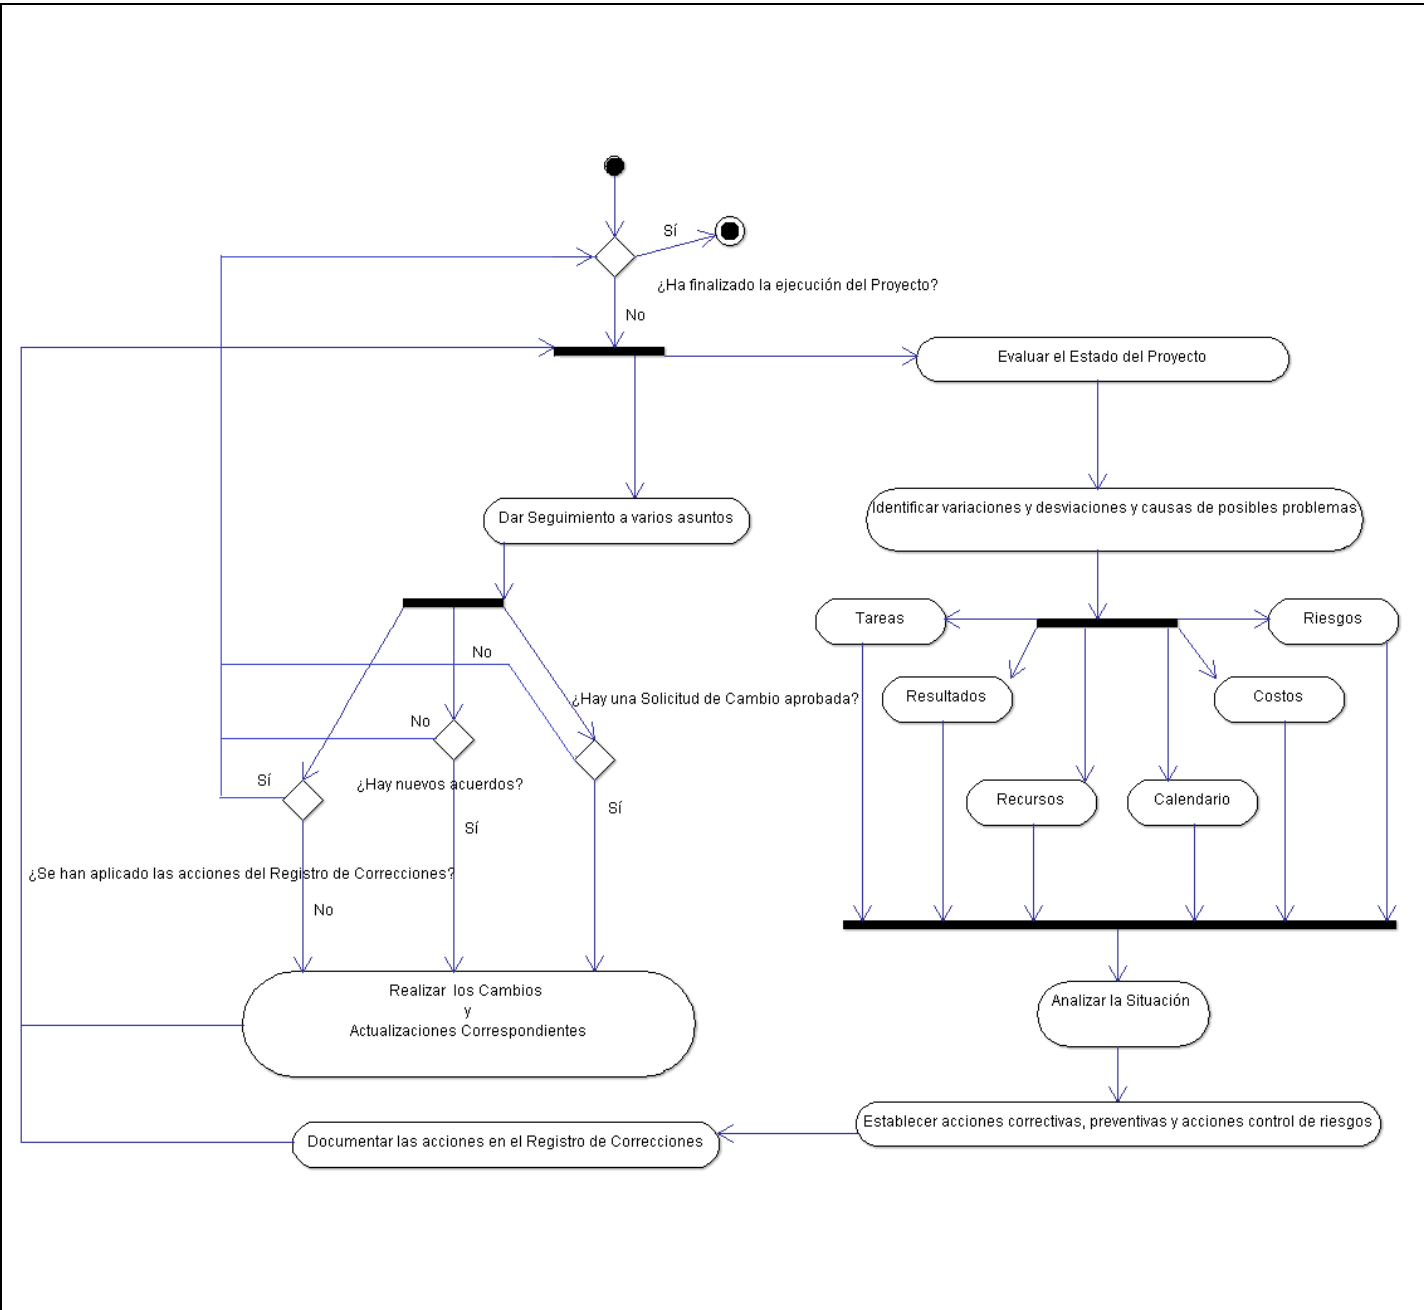 Sí
¿Ha finalizado la ejecución del Proyecto?
No
Evaluar el Estado del Proyecto
Dar Seguimiento a varios asuntos
Identificar variaciones y desviaciones y causas de posibles problemas
Tareas
Riesgos
No
Resultados
Costos
¿Hay una Solicitud de Cambio aprobada?
No
Sí
¿Hay nuevos acuerdos?
Recursos
Calendario
Sí
Sí
¿Se han aplicado las acciones del Registro de Correcciones?
No
Realizar los Cambios
y
Actualizaciones Correspondientes
Analizar la Situación
Establecer acciones correctivas, preventivas y acciones control de riesgos
Documentar las acciones en el Registro de Correcciones